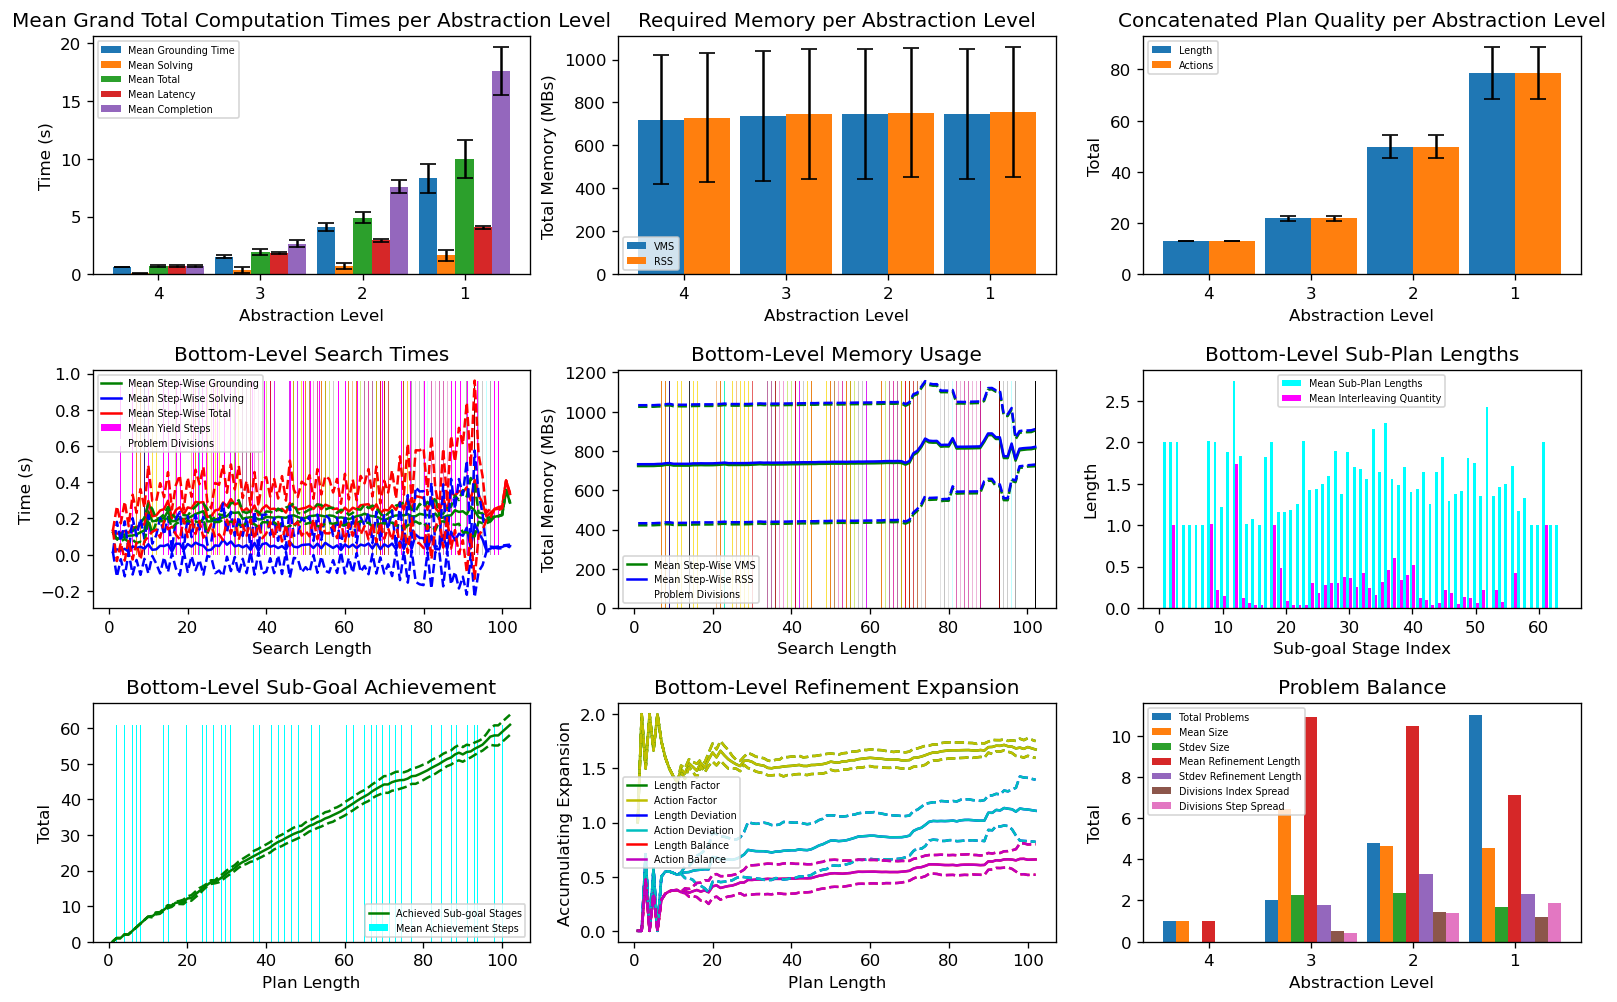 Mean Grand Total Computation Times per Abstraction Level
Time (s)
20
15
10
5
0
Mean Grounding Time
Mean Solving
Mean Total
Mean Latency
Mean Completion
4 3 2 1
Abstraction Level
Required Memory per Abstraction Level
Total Memory (MBs)
1000
800
600
400
200
0
VMS
RSS
4 3 2 1
Abstraction Level
Concatenated Plan Quality per Abstraction Level
Total
80
60
40
20
0
Length
Actions
4 3 2 1
Abstraction Level
Bottom-Level Search Times
Time (s)
1.0
0.8
0.6
0.4
0.2
0.0
−0.2
Mean Step-Wise Grounding
Mean Step-Wise Solving
Mean Step-Wise Total
Mean Yield Steps
Problem Divisions
0 20 40 60 80 100
Search Length
Bottom-Level Memory Usage
Total Memory (MBs)
1200
1000
800
600
400
200
0
Mean Step-Wise VMS
Mean Step-Wise RSS
Problem Divisions
0 20 40 60 80 100
Search Length
Bottom-Level Sub-Plan Lengths
Length
2.5
2.0
1.5
1.0
0.5
0.0
Mean Sub-Plan Lengths
Mean Interleaving Quantity
0 10 20 30 40 50 60
Sub-goal Stage Index
Bottom-Level Sub-Goal Achievement
Total
60
50
40
30
20
10
0
Achieved Sub-goal Stages
Mean Achievement Steps
0 20 40 60 80 100
Plan Length
Bottom-Level Refinement Expansion
Accumulating Expansion
2.0
1.5
1.0
0.5
0.0
Length Factor
Action Factor
Length Deviation
Action Deviation
Length Balance
Action Balance
0 20 40 60 80 100
Plan Length
Problem Balance
Total
10
8
6
4
2
0
Total Problems
Mean Size
Stdev Size
Mean Refinement Length
Stdev Refinement Length
Divisions Index Spread
Divisions Step Spread
4 3 2 1
Abstraction Level